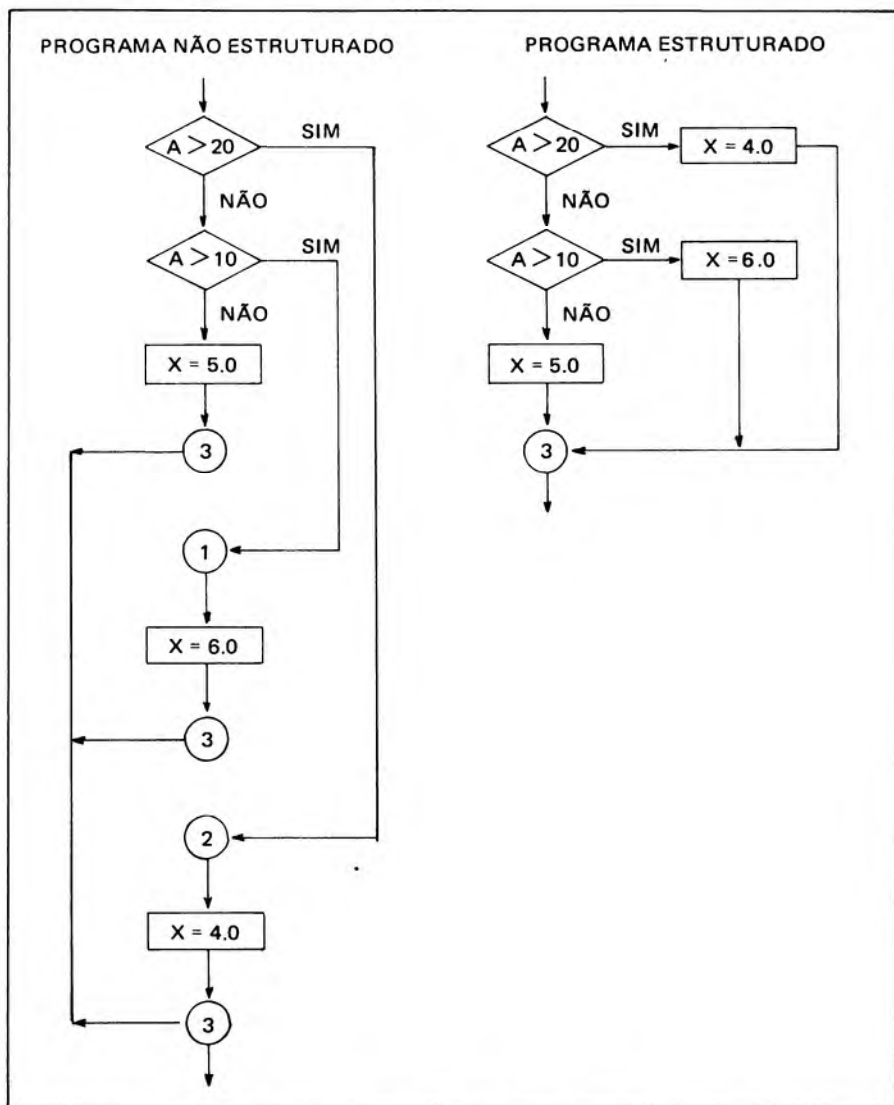 PROGRAMA NÃO ESTRUTURADO
A > 20
SIM
NÃO
A > 10
SIM
NÃO
X = 5.0
3
1
X = 6.0
3
2
X = 4.0
3
PROGRAMA ESTRUTURADO
A > 20
SIM
X = 4.0
NÃO
A > 10
SIM
X = 6.0
NÃO
X = 5.0
3